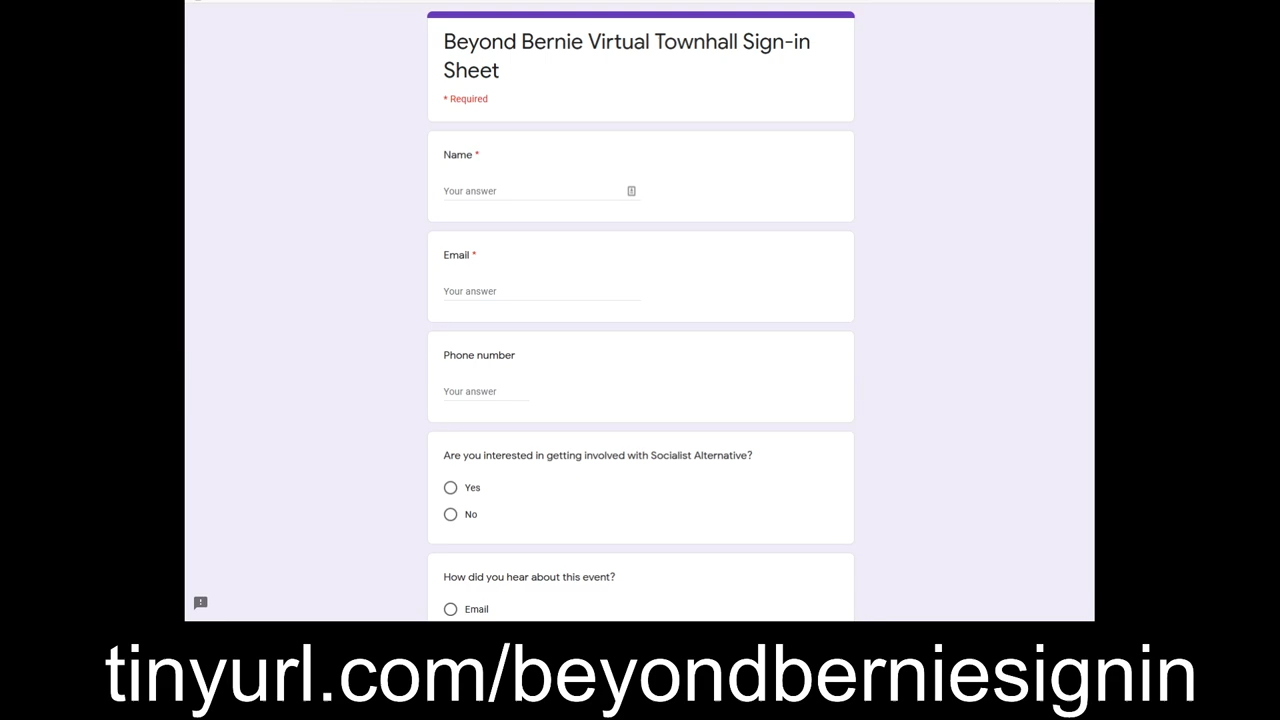 Beyond Bernie Virtual Townhall Sign-in
Sheet
* Required
Name *
Your answer
Email *
Your answer
Phone number
Your answer
Are you interested in getting involved with Socialist Alternative?
Yes
No
How did you hear about this event?
Email
tinyurl.com/beyondberniesignin